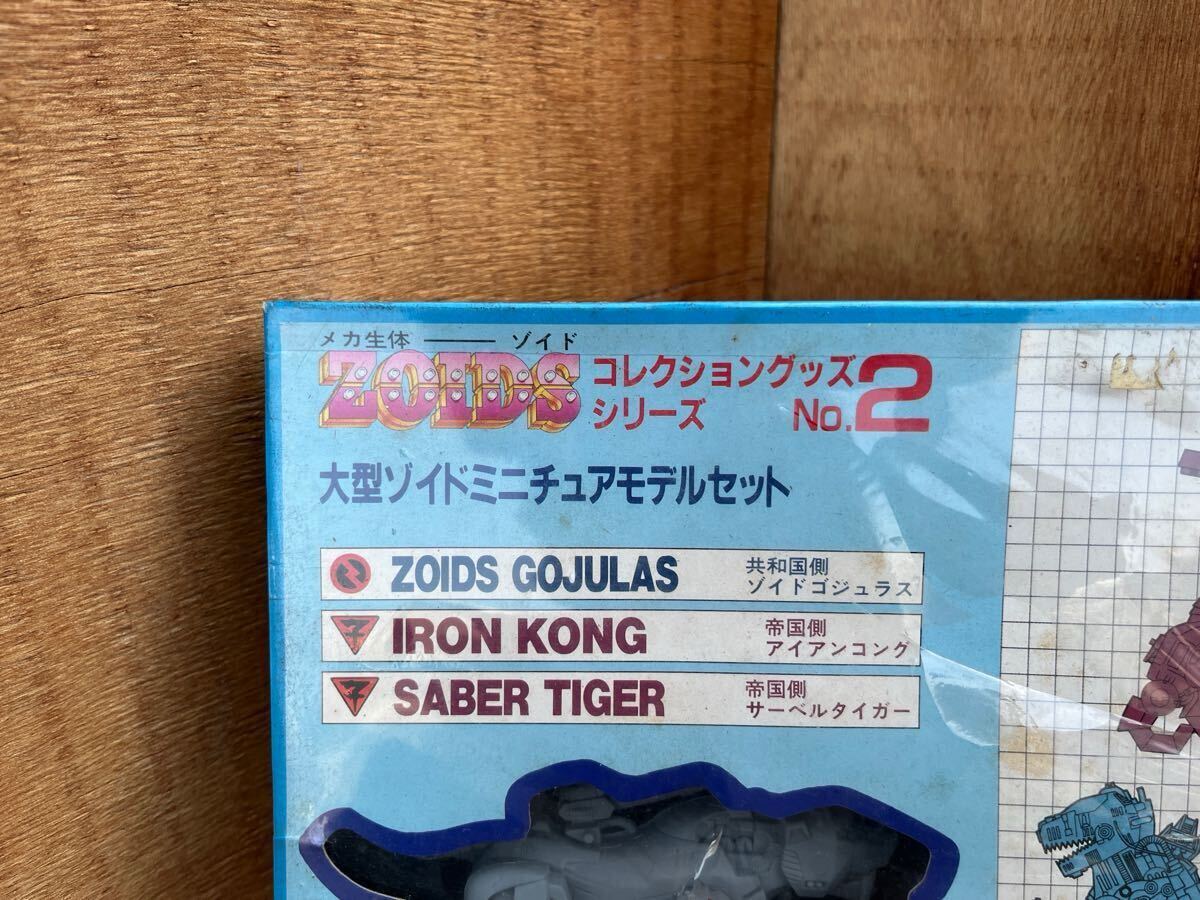 メカ生体 ―― ゾイド
ZOIDS
コレクショングッズ
シリーズ No.2
大型ゾイドミニチュアモデルセット
ZOIDS GOJULAS
共和国側
ゾイドゴジュラス
IRON KONG
帝国側
アイアンコング
SABER TIGER
帝国側
サーベルタイガー